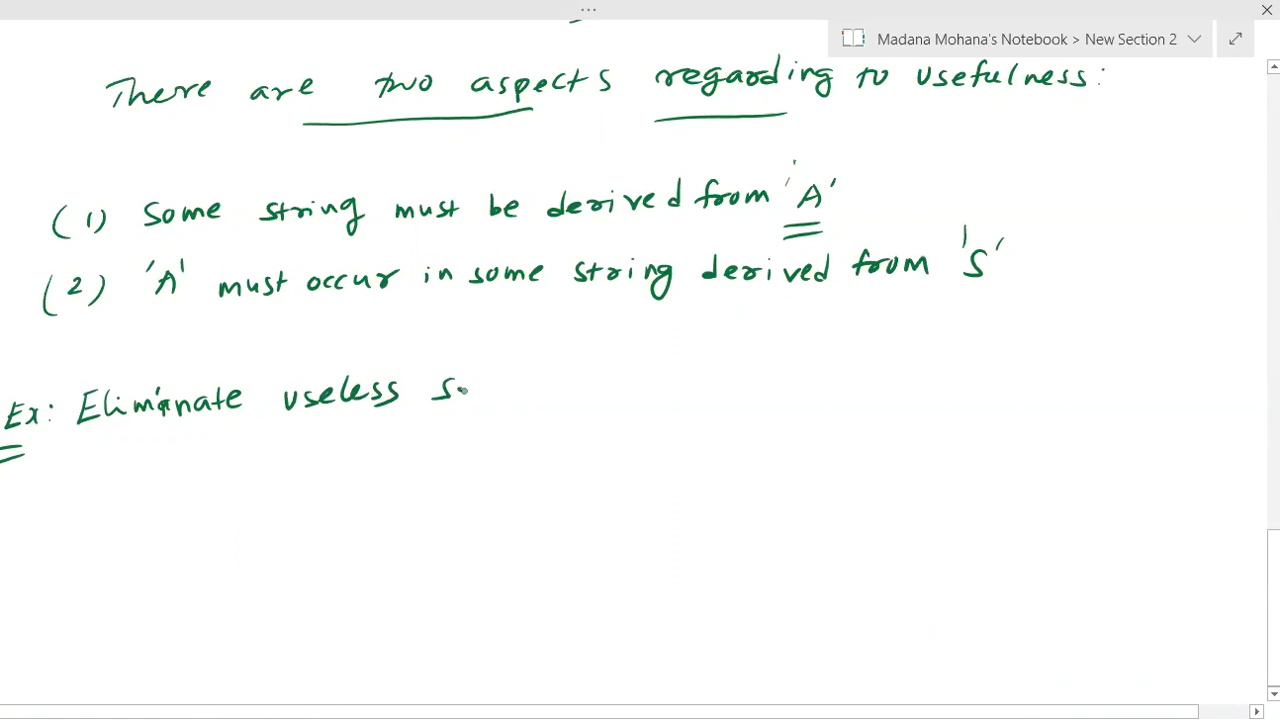 Madana Mohana's Notebook > New Section 2
There are two aspects regarding to usefulness:
(1) Some string must be derived from 'A'
(2) 'A' must occur in some string derived from 'S'
Ex: Eliminate useless s